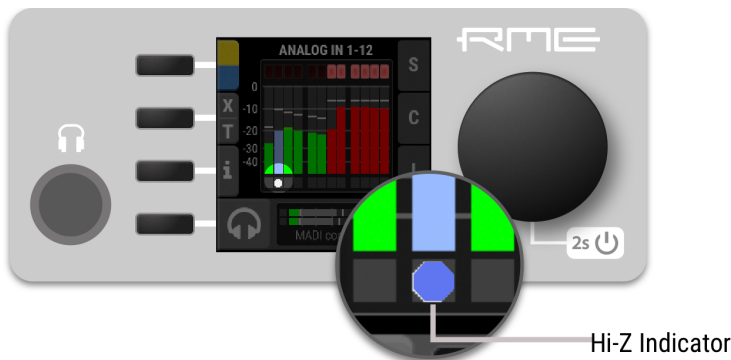 ANALOG IN 1-12
RME
S
0
X
-10
C
T
-20
-30
i
-40
MADI co
2s
Hi-Z Indicator